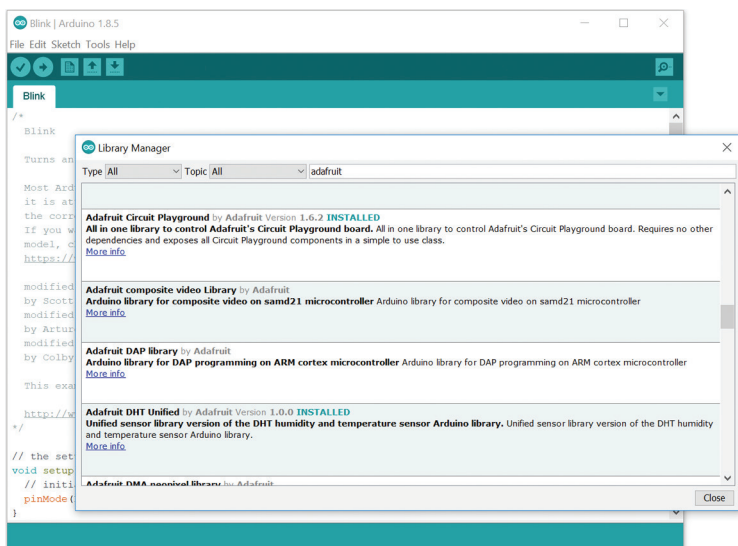 Blink | Arduino 1.8.5
File Edit Sketch Tools Help
Blink
/*
Blink
Turns an
Most Ard
it is at
the corr
If you w
model, c
https://
modified
by Scott
modified
by Artur
modified
by Colby
This exa
http://w
*/
// the set
void setup
// initi
pinMode(
}
Library Manager
Type All Topic All adafruit
Adafruit Circuit Playground by Adafruit Version 1.6.2 INSTALLED
All in one library to control Adafruit's Circuit Playground board. All in one library to control Adafruit's Circuit Playground board. Requires no other
dependencies and exposes all Circuit Playground components in a simple to use class.
More info
Adafruit composite video Library by Adafruit
Arduino library for composite video on samd21 microcontroller Arduino library for composite video on samd21 microcontroller
More info
Adafruit DAP library by Adafruit
Arduino library for DAP programming on ARM cortex microcontroller Arduino library for DAP programming on ARM cortex microcontroller
More info
Adafruit DHT Unified by Adafruit Version 1.0.0 INSTALLED
Unified sensor library version of the DHT humidity and temperature sensor Arduino library. Unified sensor library version of the DHT humidity
and temperature sensor Arduino library.
More info
Adafruit DMA neopixel library by Adafruit
Close